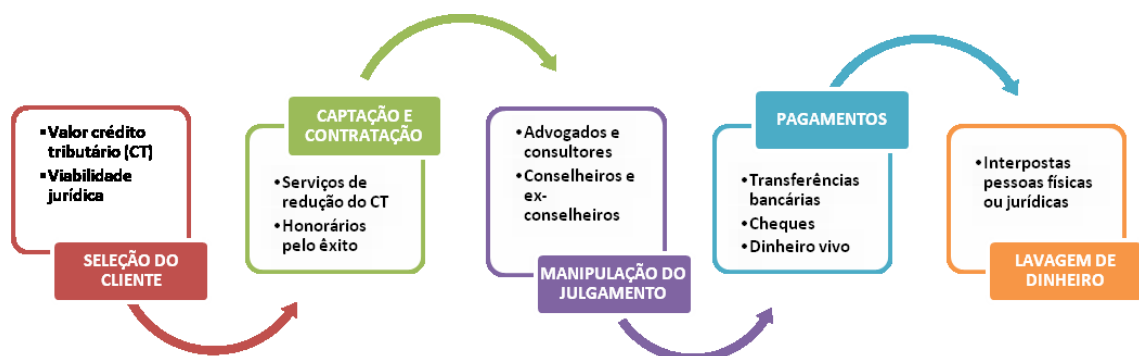 ▪Valor crédito
tributário (CT)
▪Viabilidade
jurídica
SELEÇÃO DO
CLIENTE
CAPTAÇÃO E
CONTRATAÇÃO
•Serviços de
redução do CT
•Honorários
pelo êxito
•Advogados e
consultores
•Conselheiros e
ex-
conselheiros
MANIPULAÇÃO DO
JULGAMENTO
PAGAMENTOS
•Transferências
bancárias
•Cheques
•Dinheiro vivo
•Interpostas
pessoas físicas
ou jurídicas
LAVAGEM DE
DINHEIRO